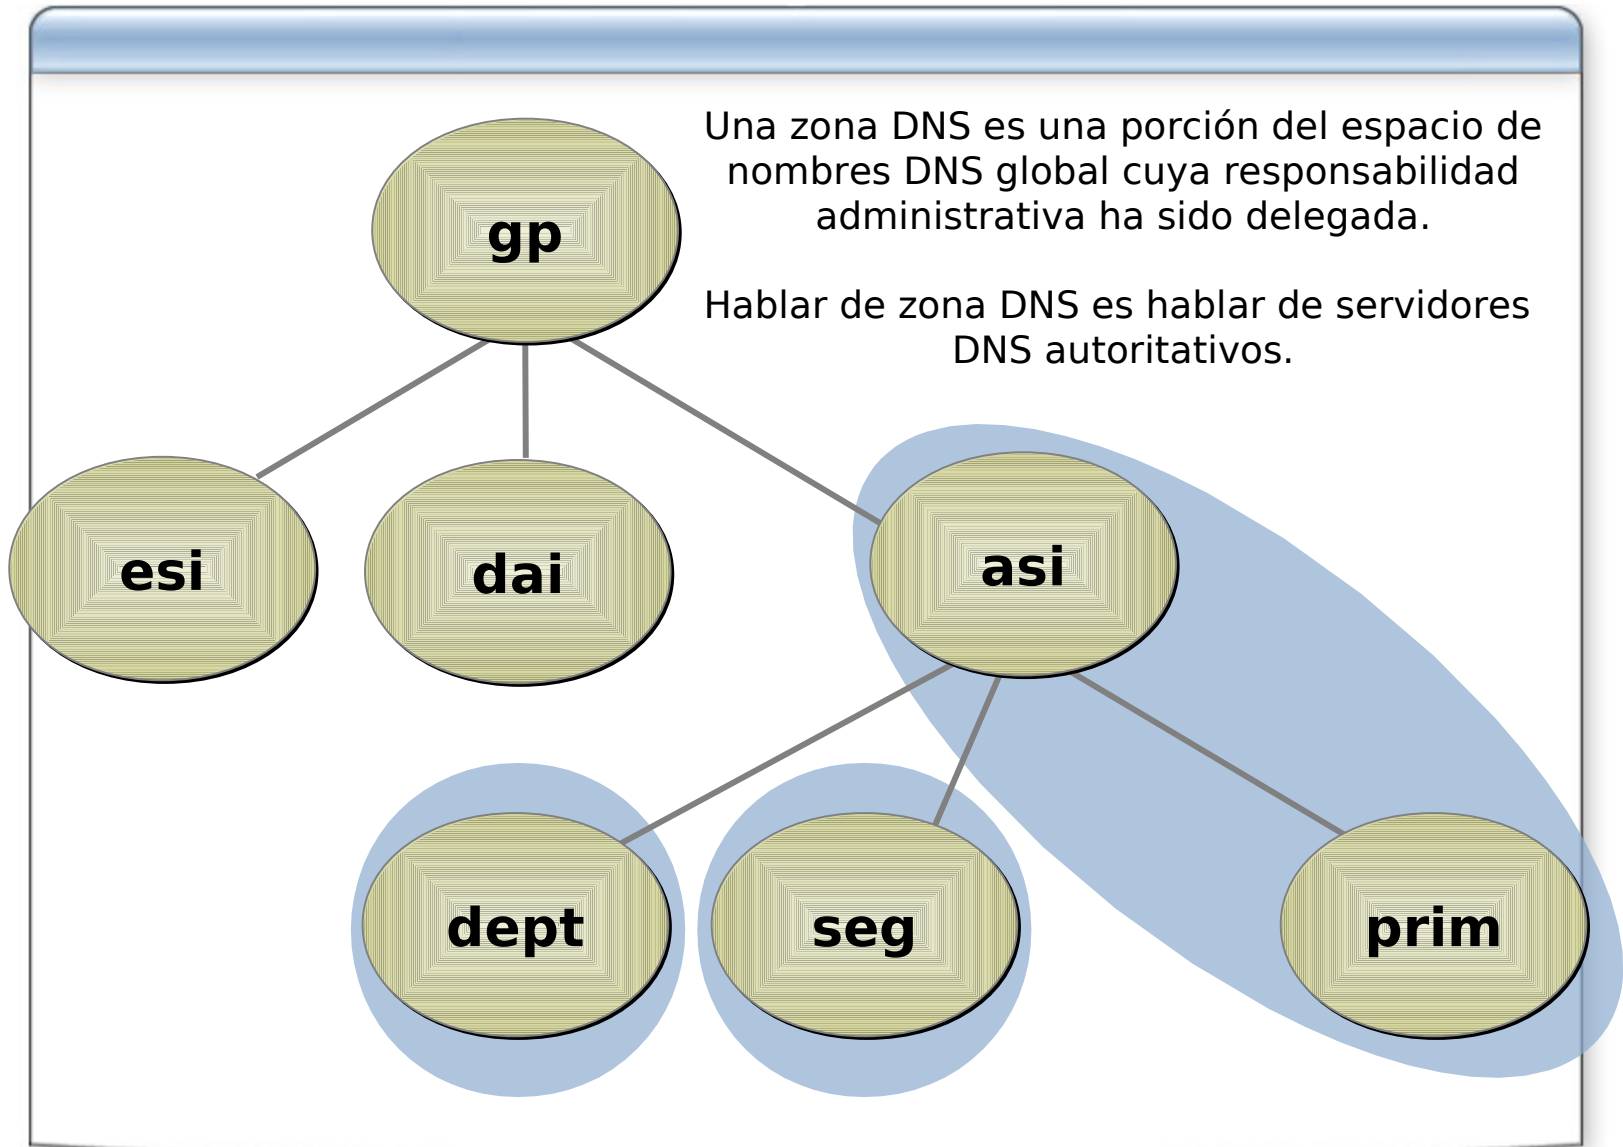 Una zona DNS es una porción del espacio de
nombres DNS global cuya responsabilidad
administrativa ha sido delegada.
Hablar de zona DNS es hablar de servidores
DNS autoritativos.
gp
esi
dai
asi
dept
seg
prim